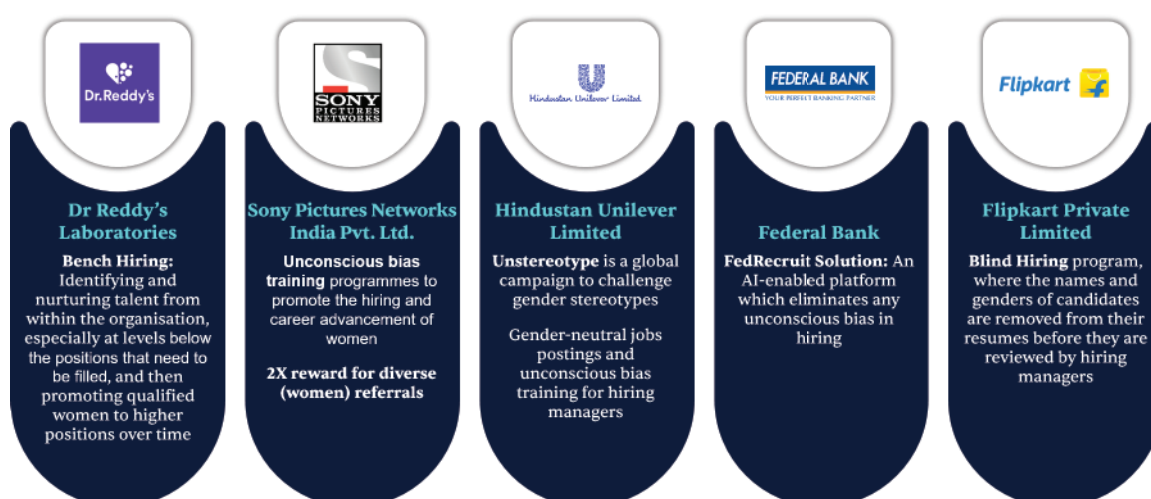 Dr.Reddy's
SONY
PICTURES
NETWORKS
Hindustan Unilever Limited
FEDERAL BANK
YOUR PERFECT BANKING PARTNER
Flipkart
Dr Reddy's
Laboratories
Bench Hiring:
Identifying and
nurturing talent from
within the organisation,
especially at levels below
the positions that need to
be filled, and then
promoting qualified
women to higher
positions over time
Sony Pictures Networks
India Pvt. Ltd.
Unconscious bias
training programmes to
promote the hiring and
career advancement of
women
2X reward for diverse
(women) referrals
Hindustan Unilever
Limited
Unstereotype is a global
campaign to challenge
gender stereotypes
Gender-neutral jobs
postings and
unconscious bias
training for hiring
managers
Federal Bank
FedRecruit Solution: An
AI-enabled platform
which eliminates any
unconscious bias in
hiring
Flipkart Private
Limited
Blind Hiring program,
where the names and
genders of candidates
are removed from their
resumes before they are
reviewed by hiring
managers